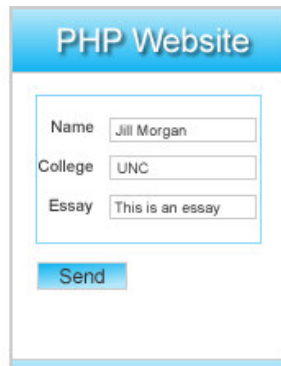 PHP Website
Name Jill Morgan
College UNC
Essay This is an essay
Send